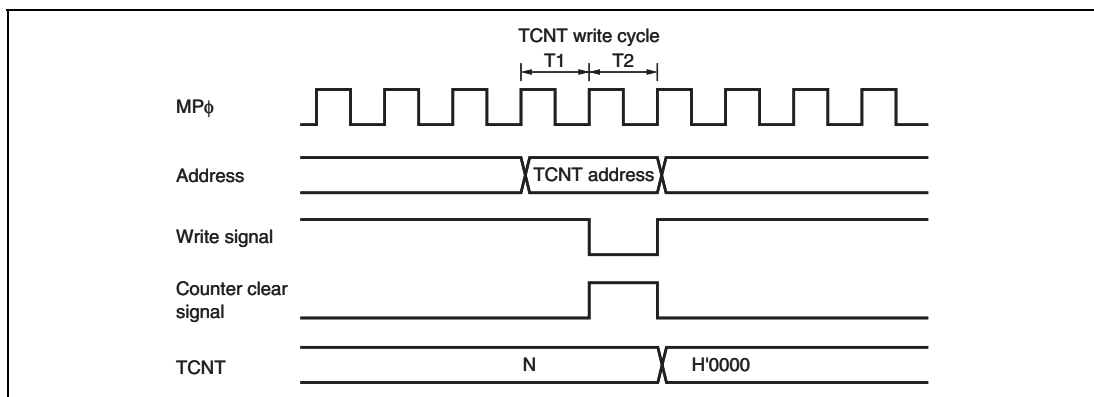 TCNT write cycle
T1 T2
MPϕ
Address
TCNT address
Write signal
Counter clear
signal
TCNT
N
H'0000